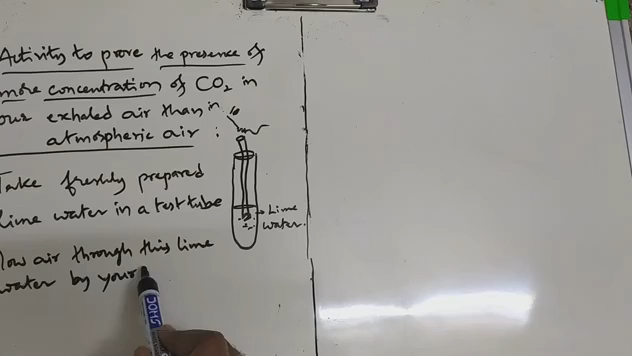 Activity to prove the presence of
more concentration of CO2 in
our exhaled air than in
atmospheric air :
Take freshly prepared
lime water in a test tube
Lime
water.
low air through this lime
water by your